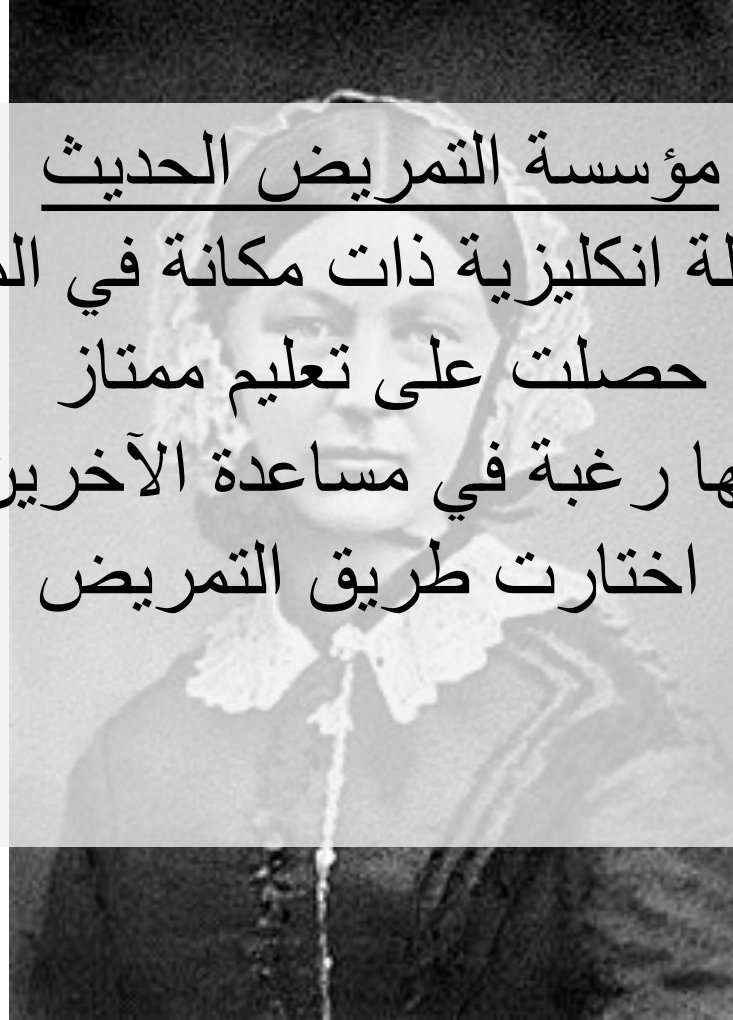 مؤسسة التمريض الحديث
انكليزية ذات مكانة في
حصلت على تعليم ممتاز
رغبة في مساعدة الآخرين
اختارت طريق التمريض